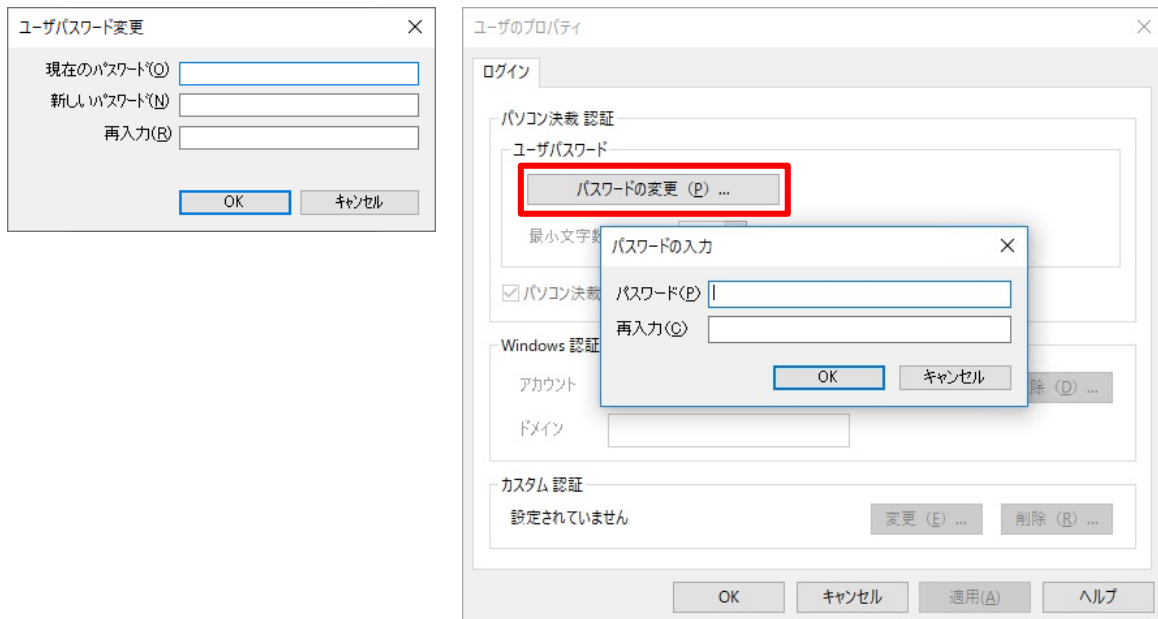 ユーザパスワード変更
現在のパスワード(O)
新しいパスワード(N)
再入力(R)
OK キャンセル
ユーザのプロパティ
ログイン
パソコン決裁 認証
ユーザパスワード
パスワードの変更 (P) ...
最小文字数
パスワードの入力
パソコン決裁
パスワード(P)
再入力(C)
OK キャンセル
Windows 認証
アカウント
除 (D) ...
ドメイン
カスタム 認証
設定されていません
変更 (E) ...
削除 (R) ...
OK キャンセル 適用(A) ヘルプ